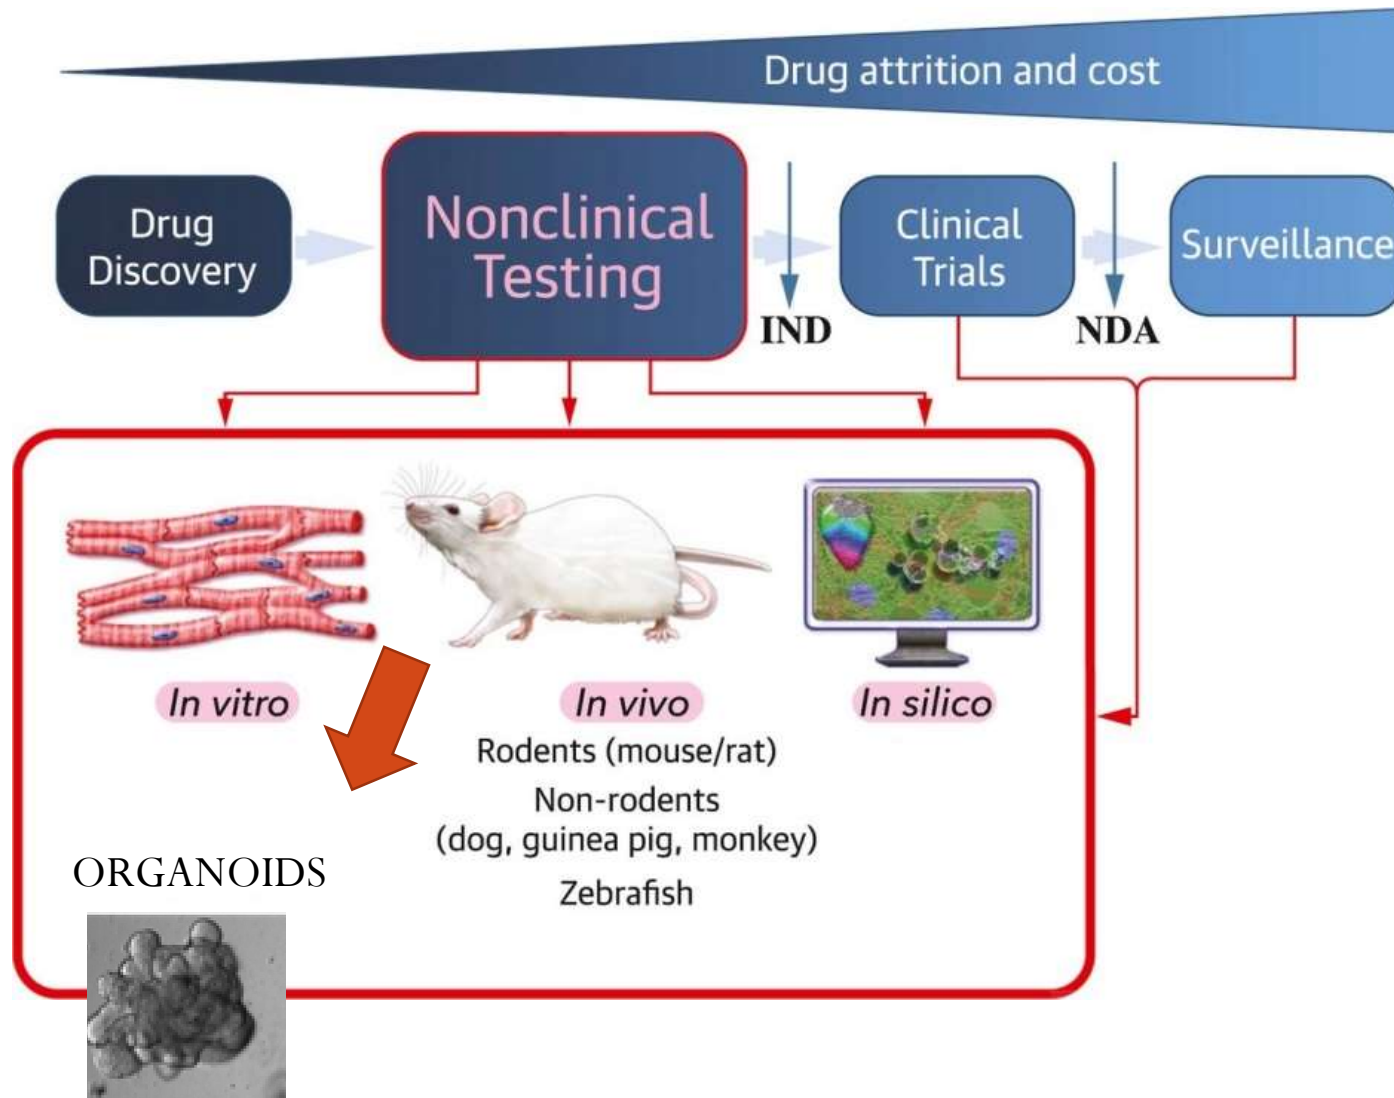 Drug attrition and cost
Drug
Discovery
Nonclinical
Testing
IND
Clinical
Trials
NDA
Surveillance
In vitro
In vivo
In silico
Rodents (mouse/rat)
Non-rodents
(dog, guinea pig, monkey)
Zebrafish
ORGANOIDS